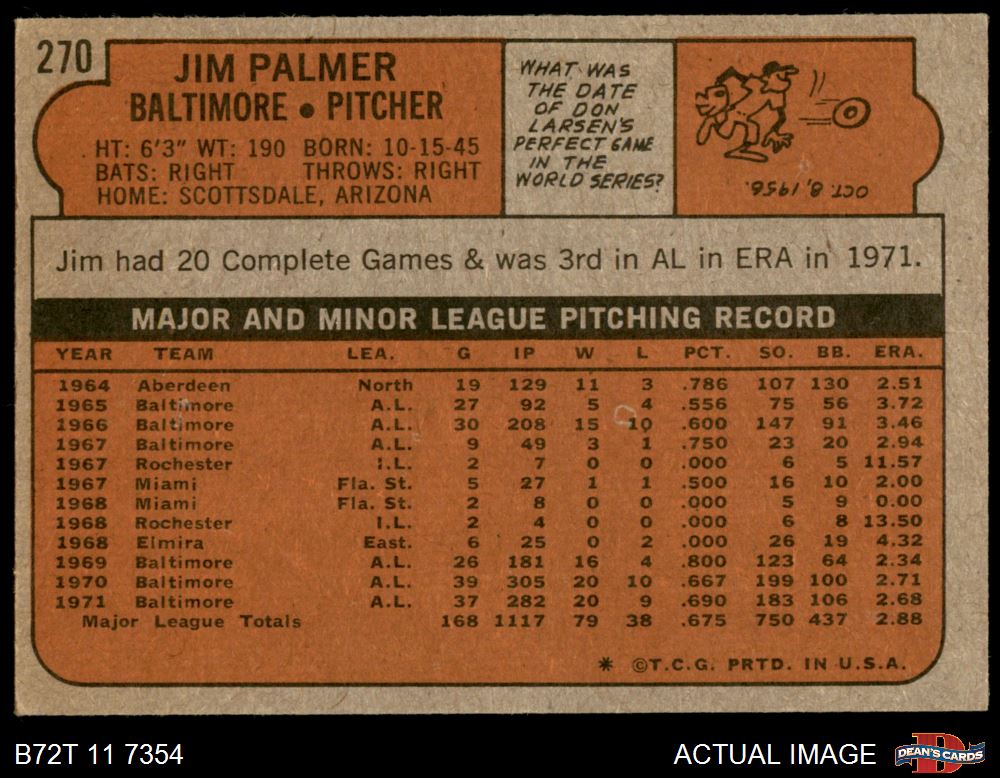 270
JIM PALMER
BALTIMORE • PITCHER
HT: 6'3" WT: 190 BORN: 10-15-45
BATS: RIGHT THROWS: RIGHT
HOME: SCOTTSDALE, ARIZONA
WHAT WAS
THE DATE
OF DON
LARSEN'S
PERFECT GAME
IN THE
WORLD SERIES?
OCT. 8, 1956.
Jim had 20 Complete Games & was 3rd in AL in ERA in 1971.
MAJOR AND MINOR LEAGUE PITCHING RECORD
YEAR TEAM LEA. G IP W L PCT. SO. BB. ERA.
1964 Aberdeen North 19 129 11 3 .786 107 130 2.51
1965 Baltimore A.L. 27 92 5 4 .556 75 56 3.72
1966 Baltimore A.L. 30 208 15 10 .600 147 91 3.46
1967 Baltimore A.L. 9 49 3 1 .750 23 20 2.94
1967 Rochester I.L. 2 7 0 0 .000 6 5 11.57
1967 Miami Fla. St. 5 27 1 1 .500 16 10 2.00
1968 Miami Fla. St. 2 8 0 0 .000 5 9 0.00
1968 Rochester I.L. 2 4 0 0 .000 6 8 13.50
1968 Elmira East. 6 25 0 2 .000 26 19 4.32
1969 Baltimore A.L. 26 181 16 4 .800 123 64 2.34
1970 Baltimore A.L. 39 305 20 10 .667 199 100 2.71
1971 Baltimore A.L. 37 282 20 9 .690 183 106 2.68
Major League Totals 168 1117 79 38 .675 750 437 2.88
* ©T.C.G. PRTD. IN U.S.A.
B72T 11 7354
ACTUAL IMAGE
DEAN'S CARDS